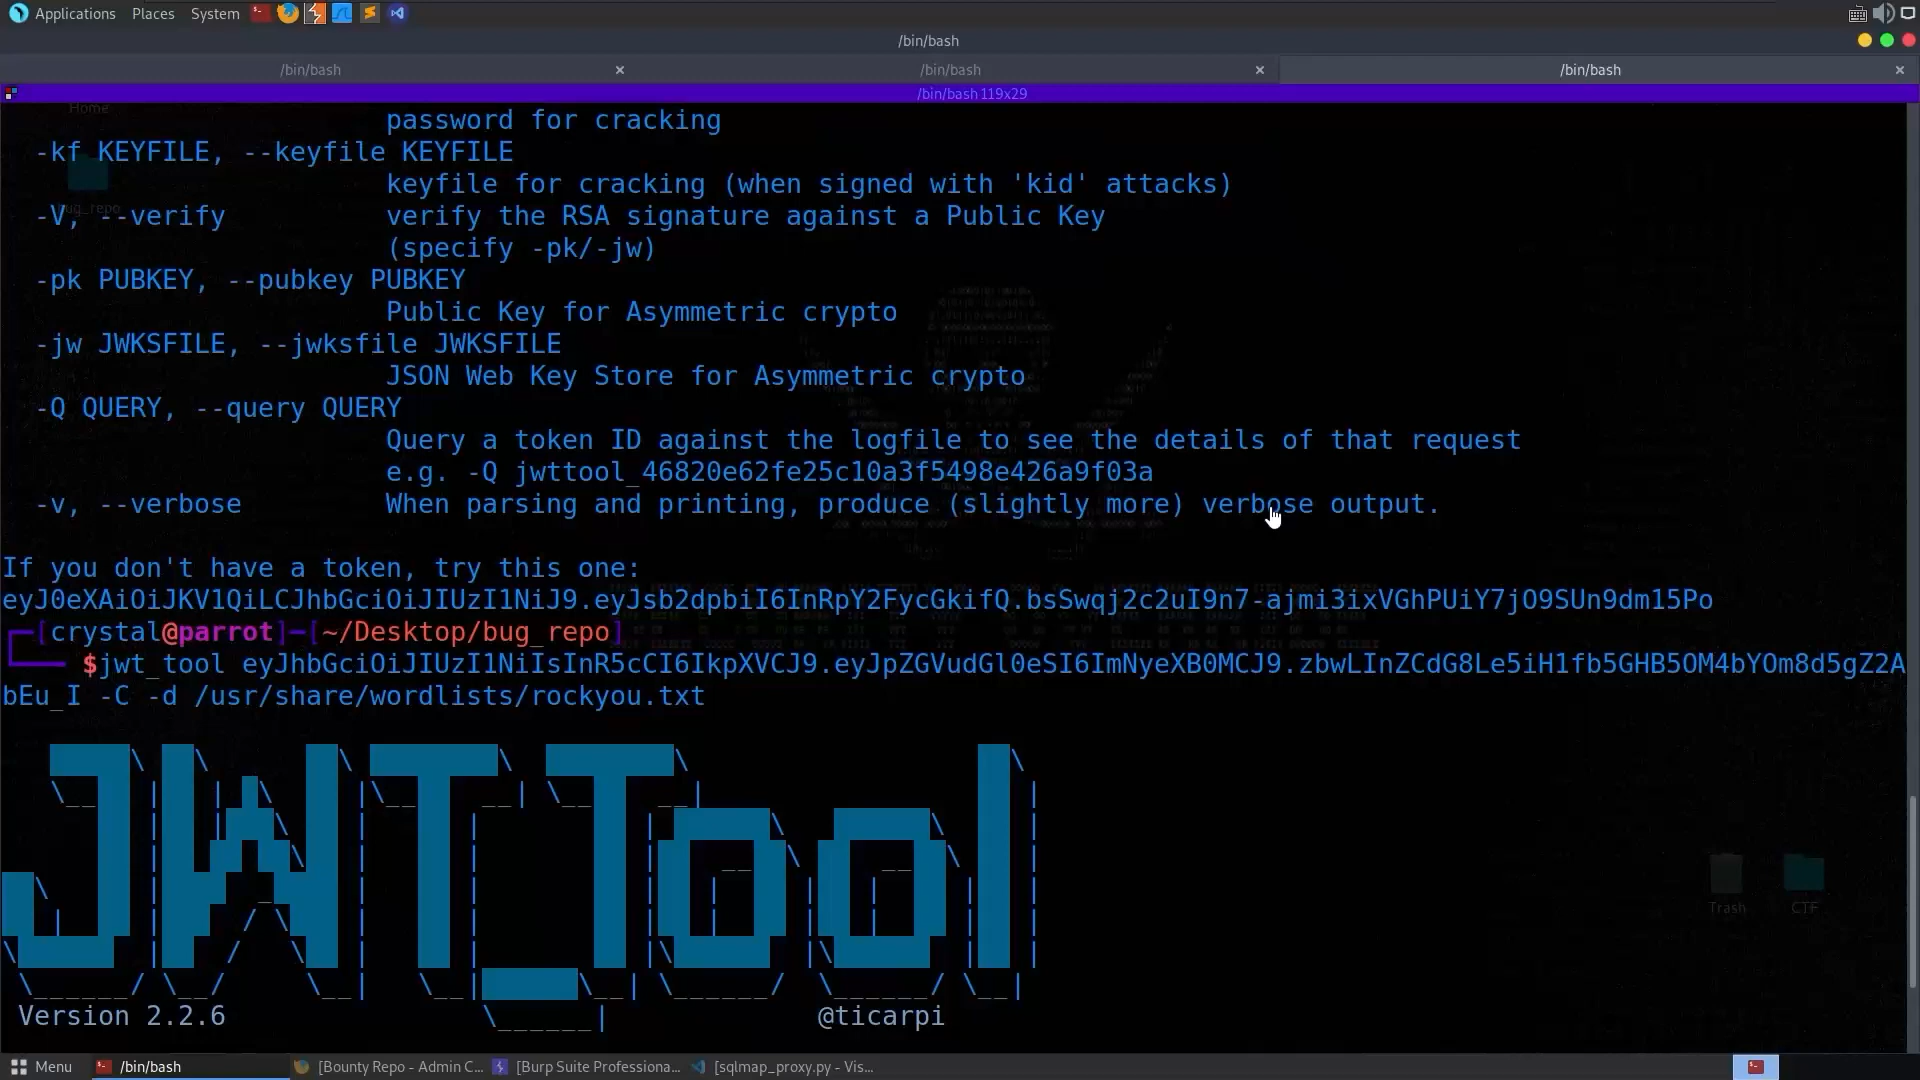 Applications Places System
/bin/bash
/bin/bash × /bin/bash × /bin/bash ×
/bin/bash 119x29
Home
password for cracking
-kf KEYFILE, --keyfile KEYFILE
keyfile for cracking (when signed with 'kid' attacks)
bug_repo
-V, --verify verify the RSA signature against a Public Key
(specify -pk/-jw)
-pk PUBKEY, --pubkey PUBKEY
Public Key for Asymmetric crypto
-jw JWKSFILE, --jwksfile JWKSFILE
JSON Web Key Store for Asymmetric crypto
-Q QUERY, --query QUERY
Query a token ID against the logfile to see the details of that request
e.g. -Q jwttool_46820e62fe25c10a3f5498e426a9f03a
-v, --verbose When parsing and printing, produce (slightly more) verbose output.
If you don't have a token, try this one:
eyJ0eXAiOiJKV1QiLCJhbGciOiJIUzI1NiJ9.eyJsb2dpbiI6InRpY2FycGkifQ.bsSwqj2c2uI9n7-ajmi3ixVGhPUiY7jO9SUn9dm15Po
[crystal@parrot]-[~/Desktop/bug_repo]
$jwt_tool eyJhbGciOiJIUzI1NiIsInR5cCI6IkpXVCJ9.eyJpZGVudGl0eSI6ImNyeXB0MCJ9.zbwLInZCdG8Le5iH1fb5GHB5OM4bYOm8d5gZ2A
bEu_I -C -d /usr/share/wordlists/rockyou.txt
JWT_Tool
Version 2.2.6 @ticarpi
Trash CTF
Menu /bin/bash [Bounty Repo - Admin C... [Burp Suite Professiona... [sqlmap_proxy.py - Vis...